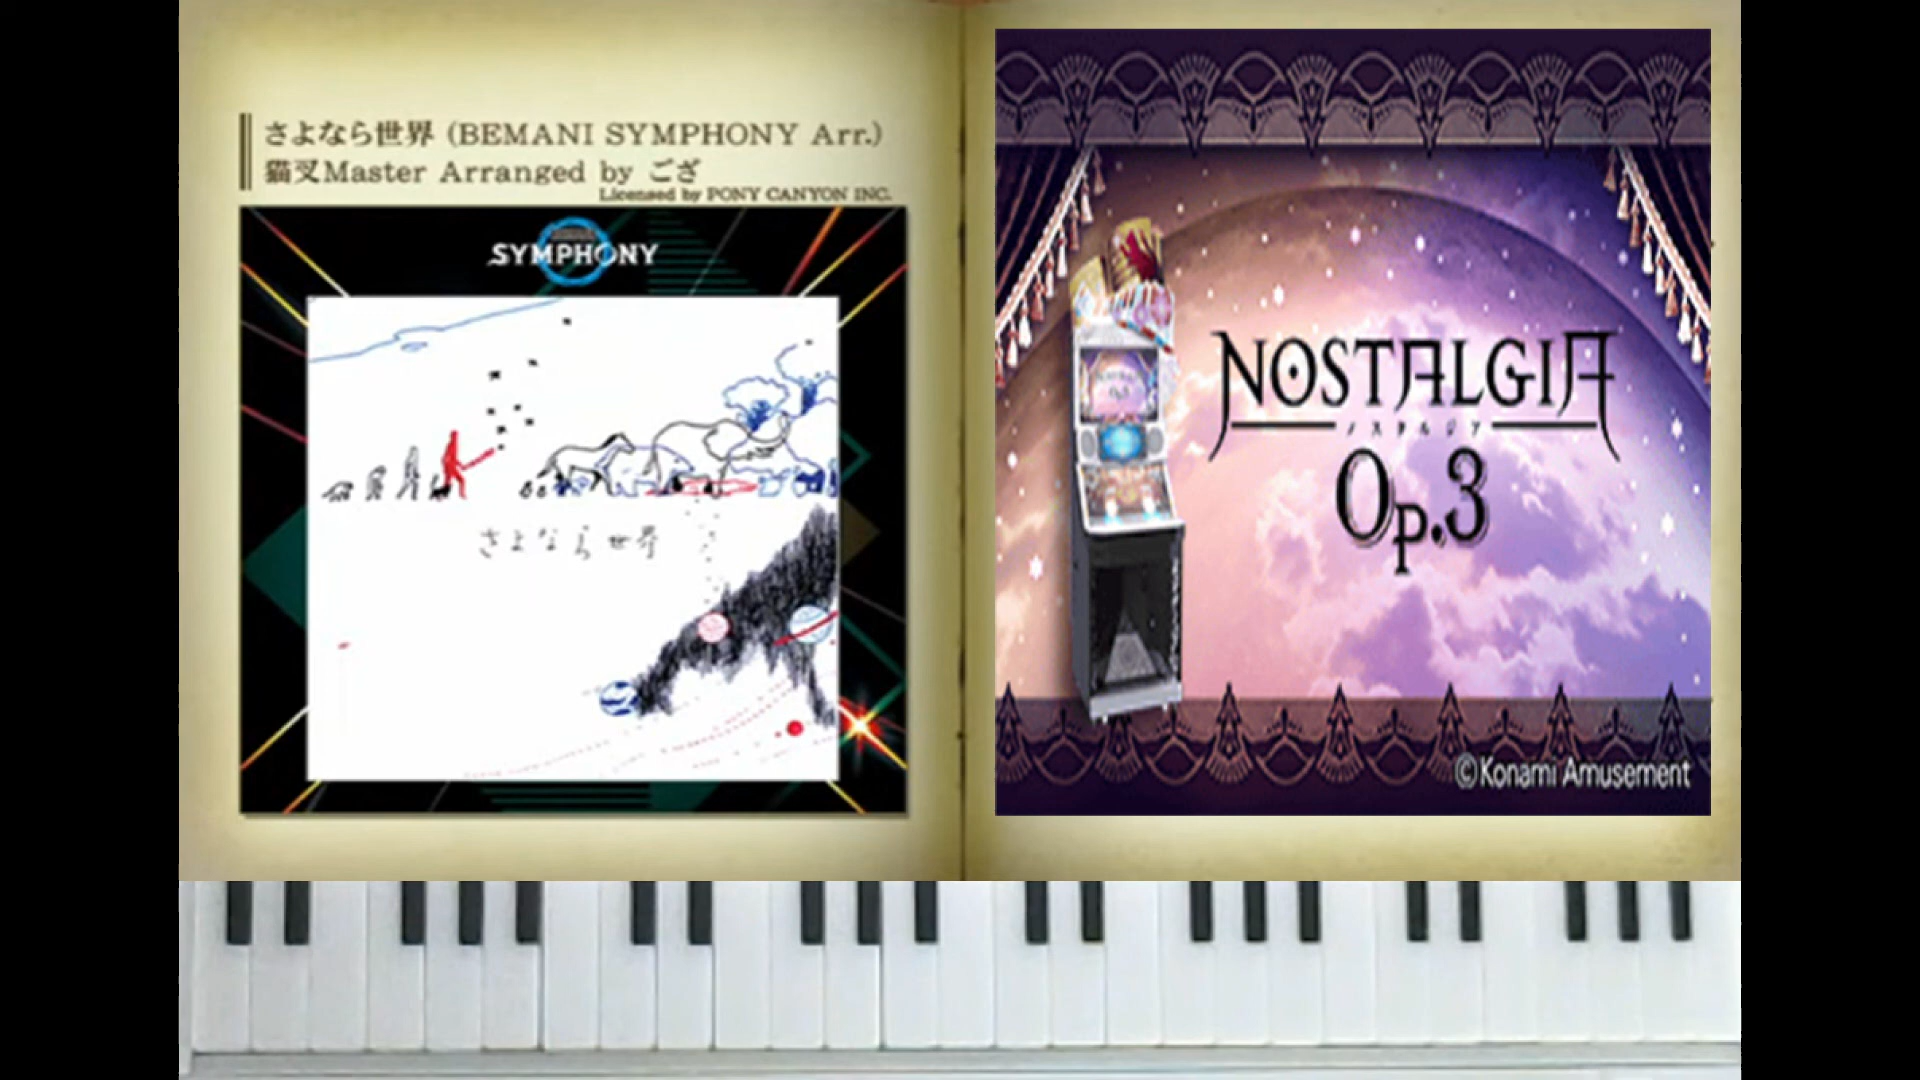 さよなら世界 (BEMANI SYMPHONY Arr.)
猫叉Master Arranged by ござ
Licensed by PONY CANYON INC.
SYMPHONY
さよなら世界
NOSTALGIA
ノスタルジア
Op.3
©Konami Amusement